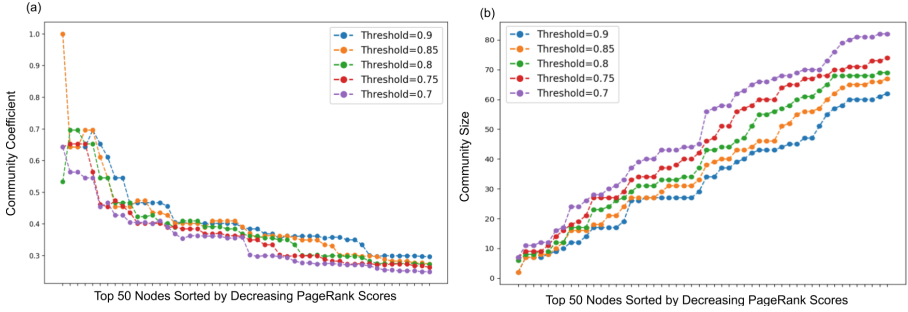 (a)
1.0
0.9
0.8
0.7
0.6
0.5
0.4
0.3
Community Coefficient
Threshold=0.9
Threshold=0.85
Threshold=0.8
Threshold=0.75
Threshold=0.7
Top 50 Nodes Sorted by Decreasing PageRank Scores
(b)
80
70
60
50
40
30
20
10
0
Community Size
Threshold=0.9
Threshold=0.85
Threshold=0.8
Threshold=0.75
Threshold=0.7
Top 50 Nodes Sorted by Decreasing PageRank Scores